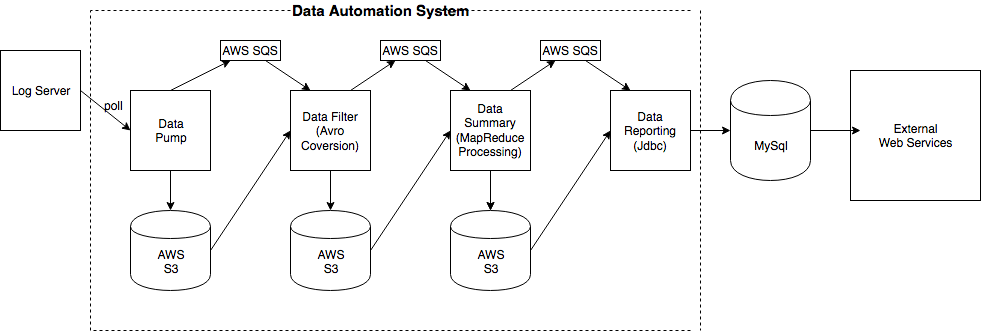 Data Automation System
AWS SQS
AWS SQS
AWS SQS
Log Server
poll
Data
Pump
Data Filter
(Avro
Coversion)
Data
Summary
(MapReduce
Processing)
Data
Reporting
(Jdbc)
MySql
External
Web Services
AWS
S3
AWS
S3
AWS
S3